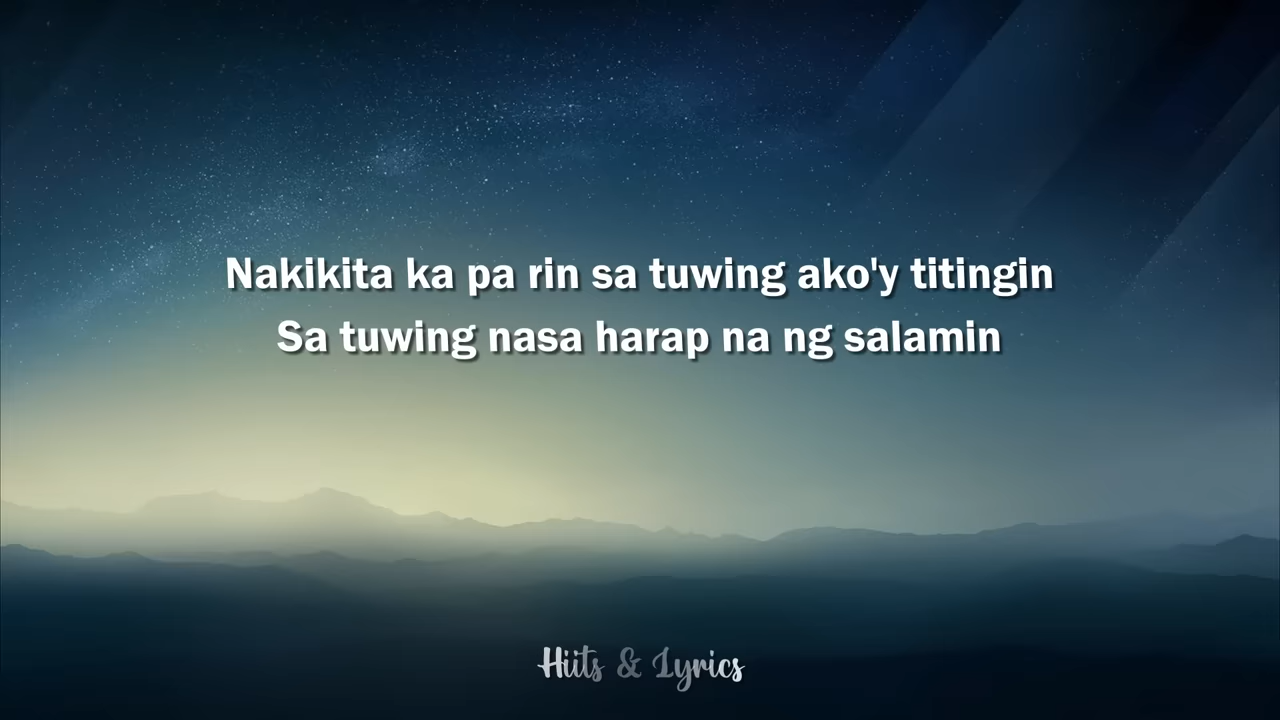 Nakikita ka pa rin sa tuwing ako'y titingin
Sa tuwing nasa harap na ng salamin
Hiits & Lyrics